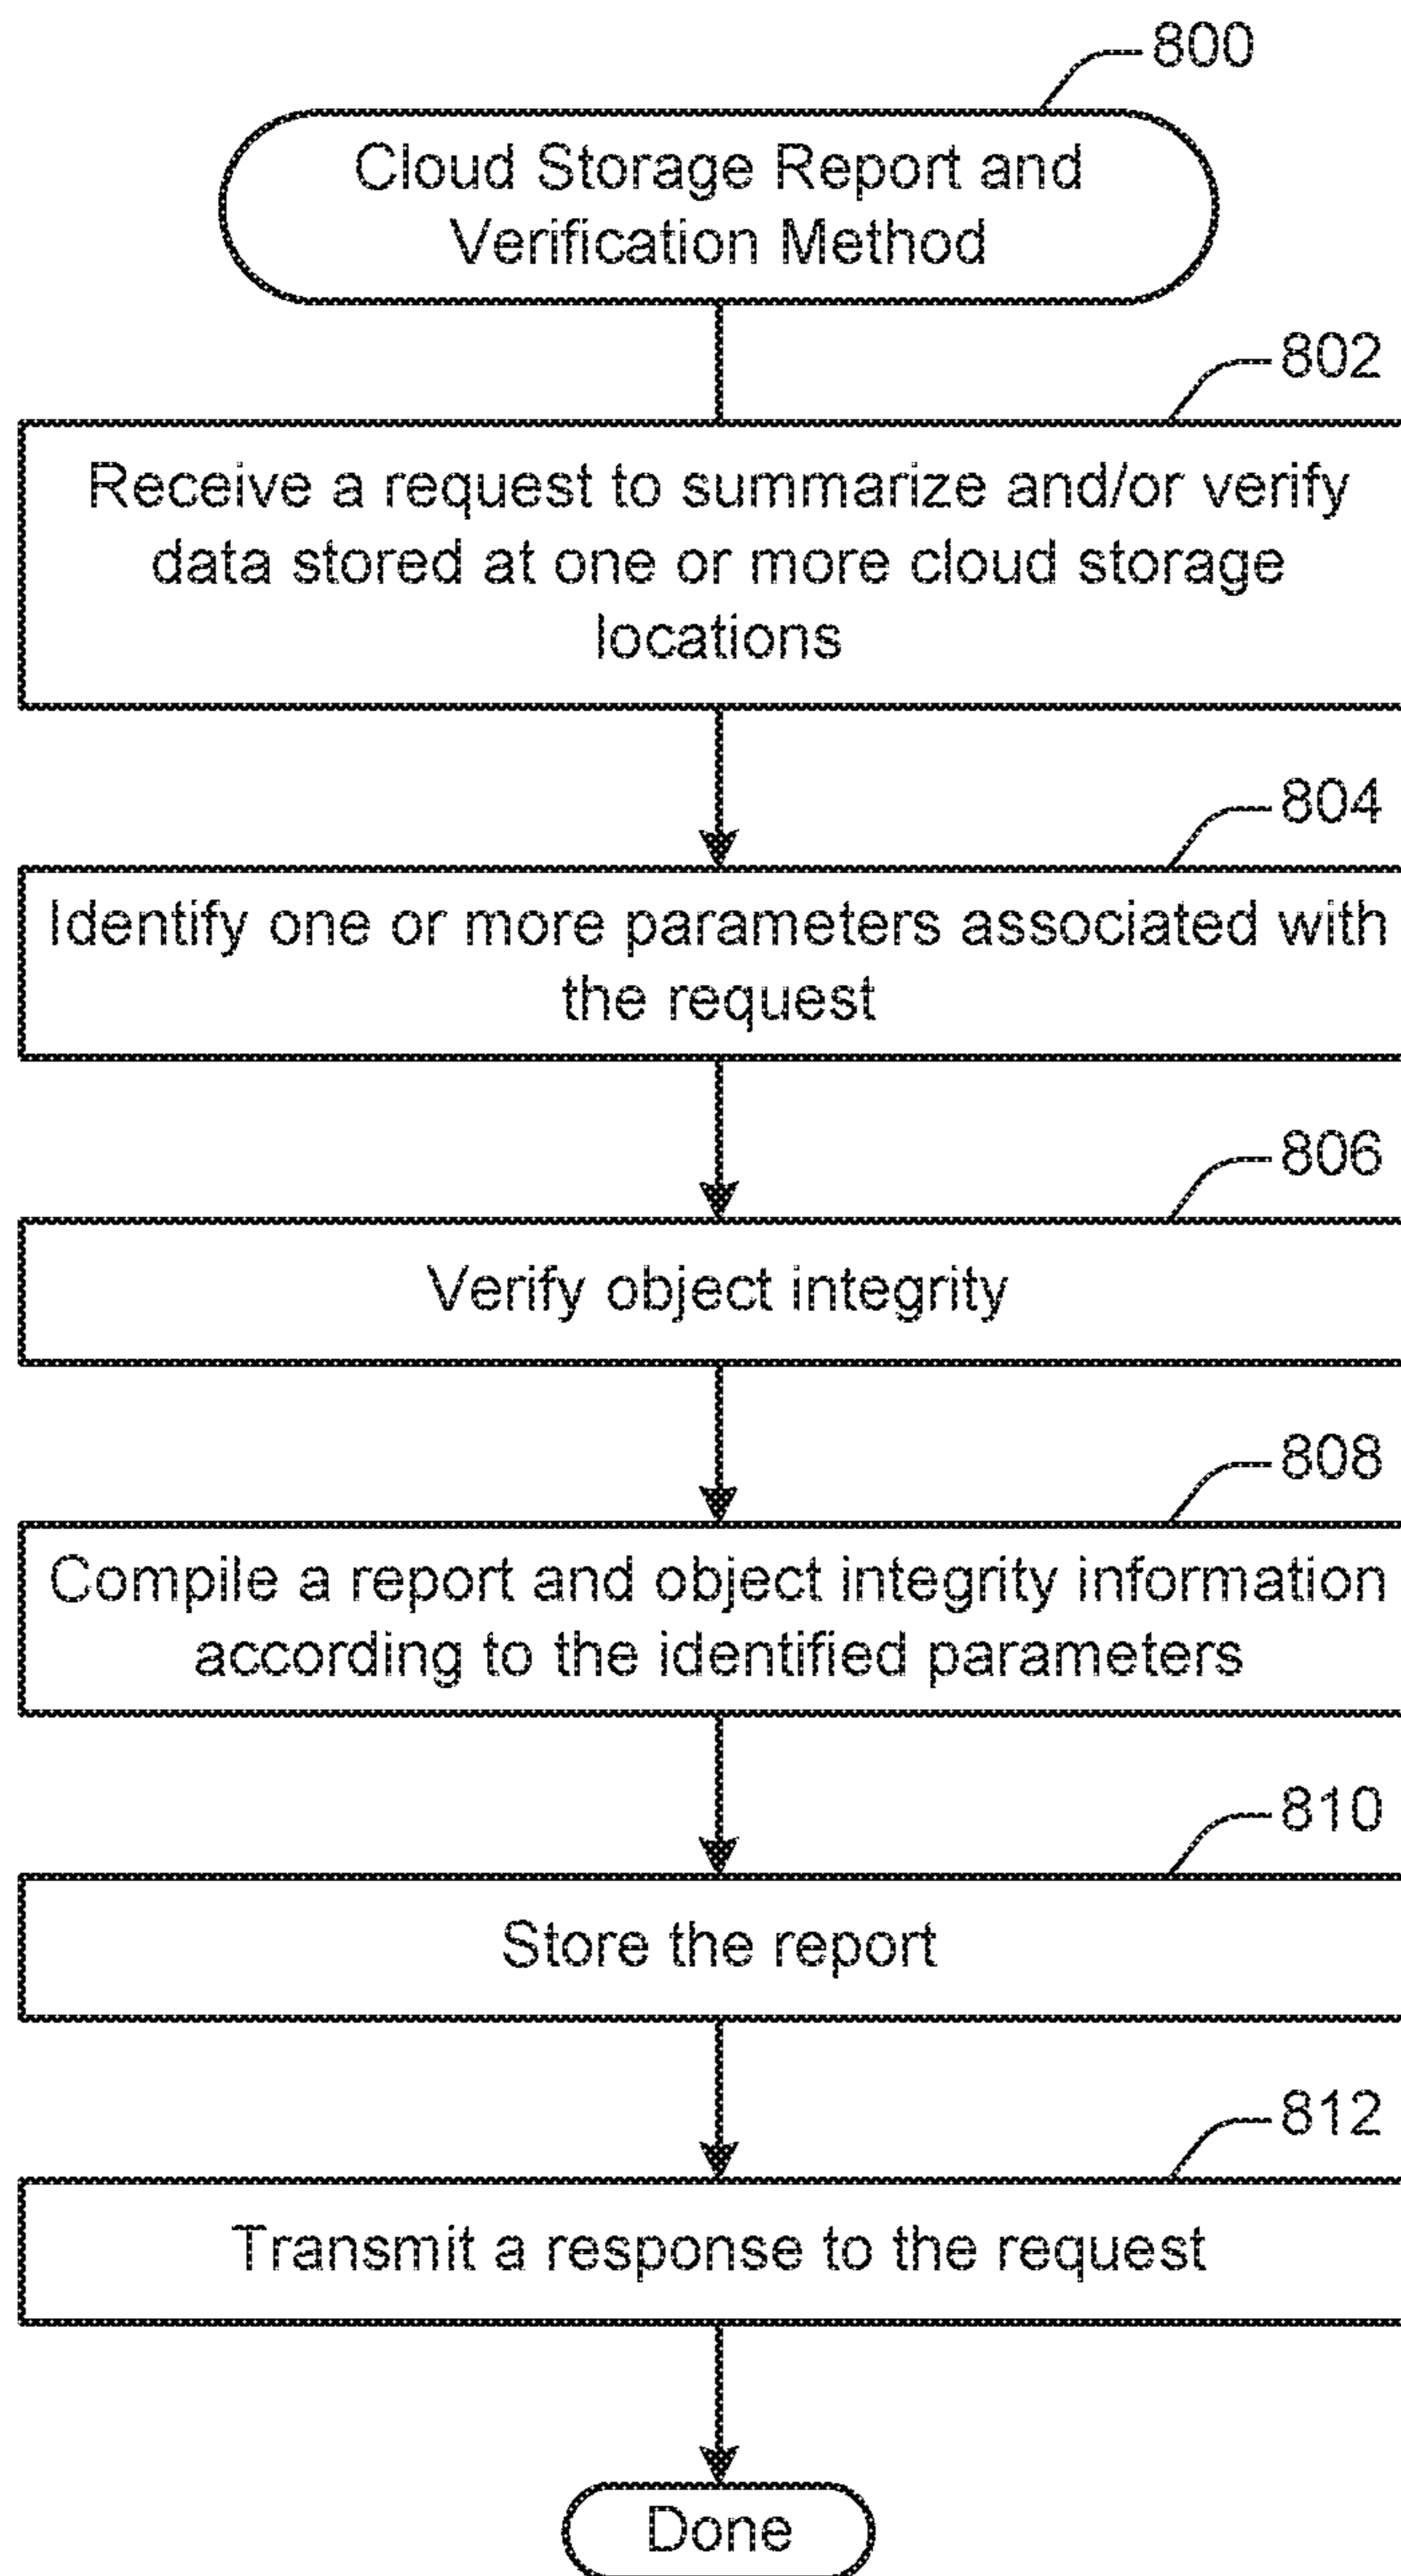 800
Cloud Storage Report and
Verification Method
802
Receive a request to summarize and/or verify
data stored at one or more cloud storage
locations
804
Identify one or more parameters associated with
the request
806
Verify object integrity
808
Compile a report and object integrity information
according to the identified parameters
810
Store the report
812
Transmit a response to the request
Done